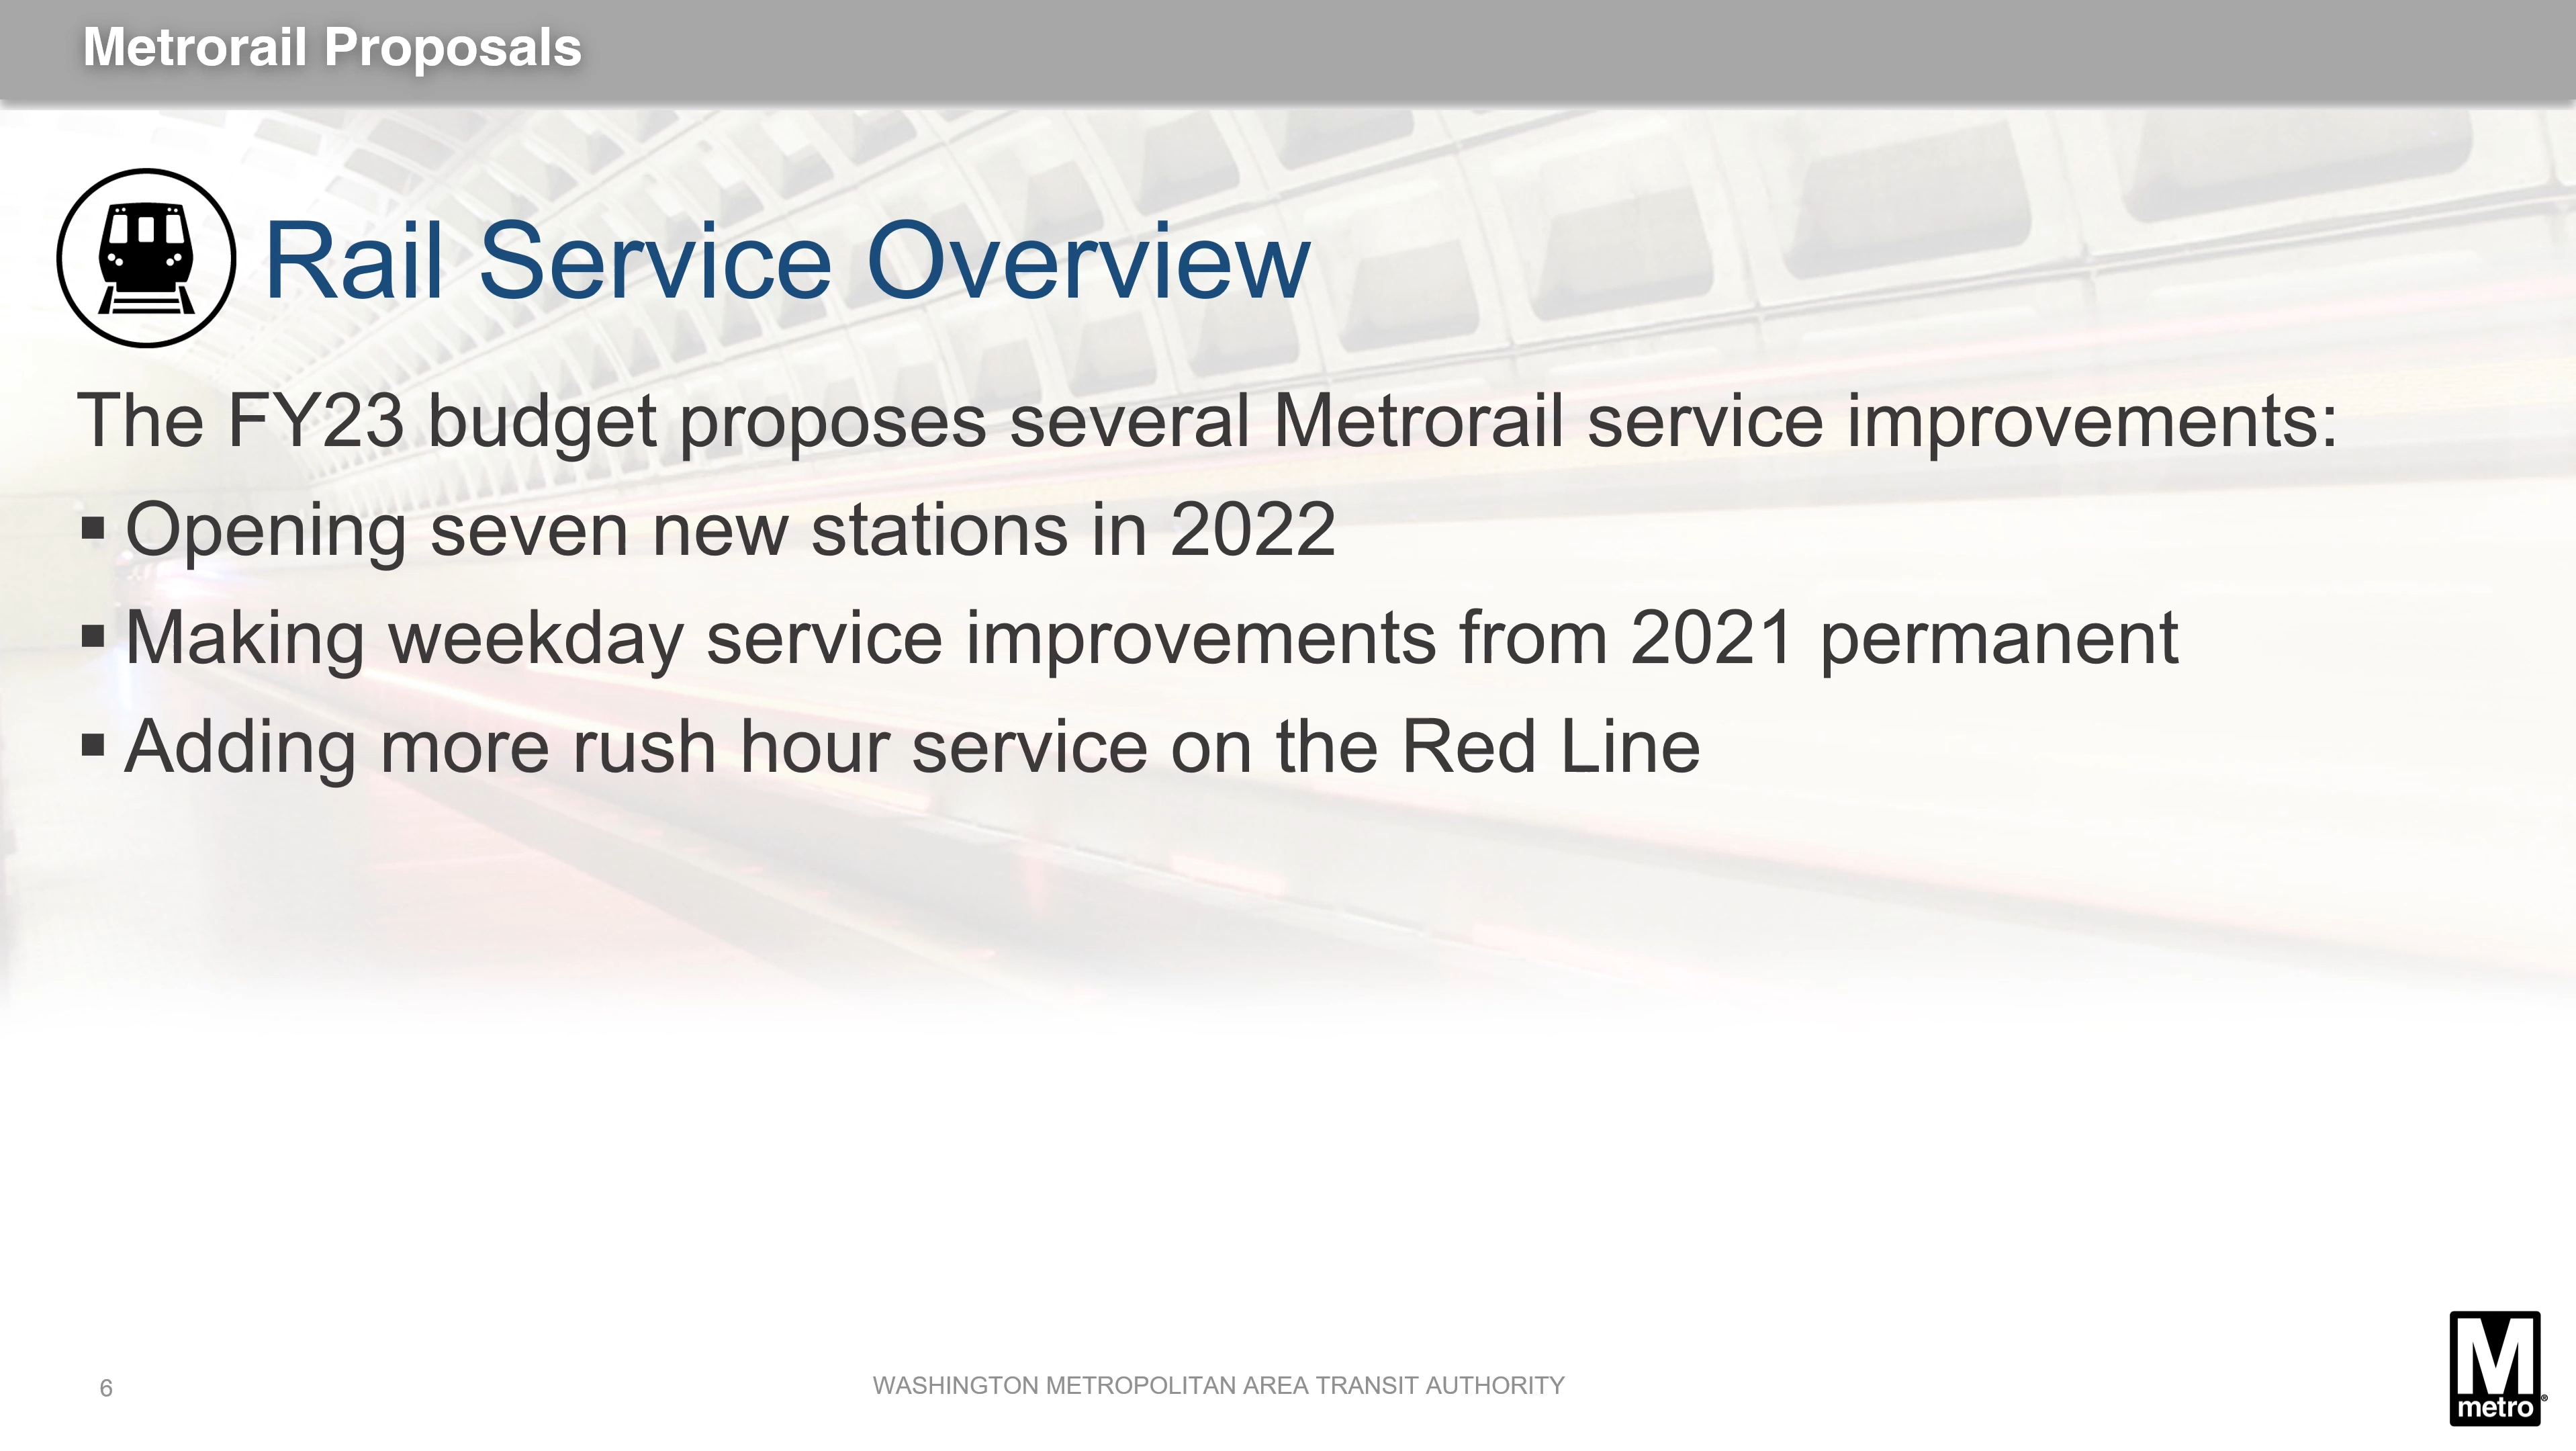 Metrorail Proposals
Rail Service Overview
The FY23 budget proposes several Metrorail service improvements:
▪ Opening seven new stations in 2022
▪ Making weekday service improvements from 2021 permanent
▪ Adding more rush hour service on the Red Line
6
WASHINGTON METROPOLITAN AREA TRANSIT AUTHORITY
M
metro®